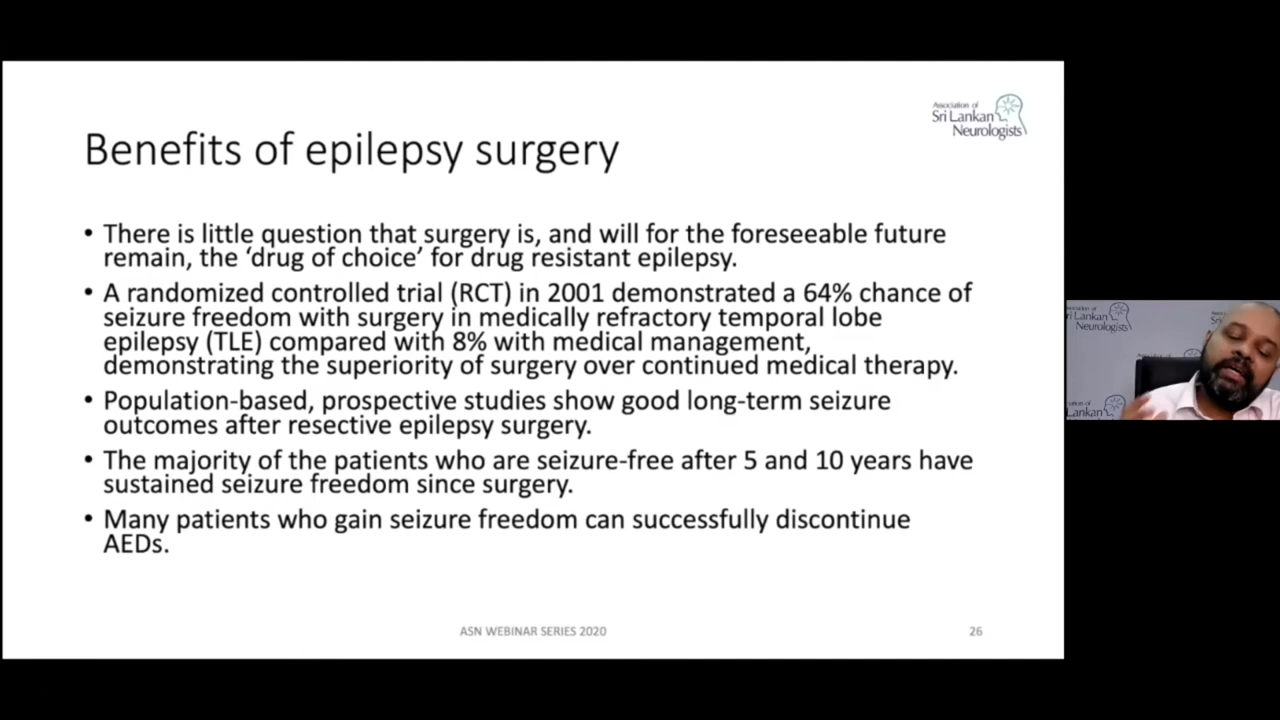 Association of
Sri Lankan
Neurologists
Benefits of epilepsy surgery
• There is little question that surgery is, and will for the foreseeable future
remain, the ‘drug of choice’ for drug resistant epilepsy.
• A randomized controlled trial (RCT) in 2001 demonstrated a 64% chance of
seizure freedom with surgery in medically refractory temporal lobe
epilepsy (TLE) compared with 8% with medical management,
demonstrating the superiority of surgery over continued medical therapy.
• Population-based, prospective studies show good long-term seizure
outcomes after resective epilepsy surgery.
• The majority of the patients who are seizure-free after 5 and 10 years have
sustained seizure freedom since surgery.
• Many patients who gain seizure freedom can successfully discontinue
AEDs.
ASN WEBINAR SERIES 2020
26
Lankan
Neurologists
Lankan